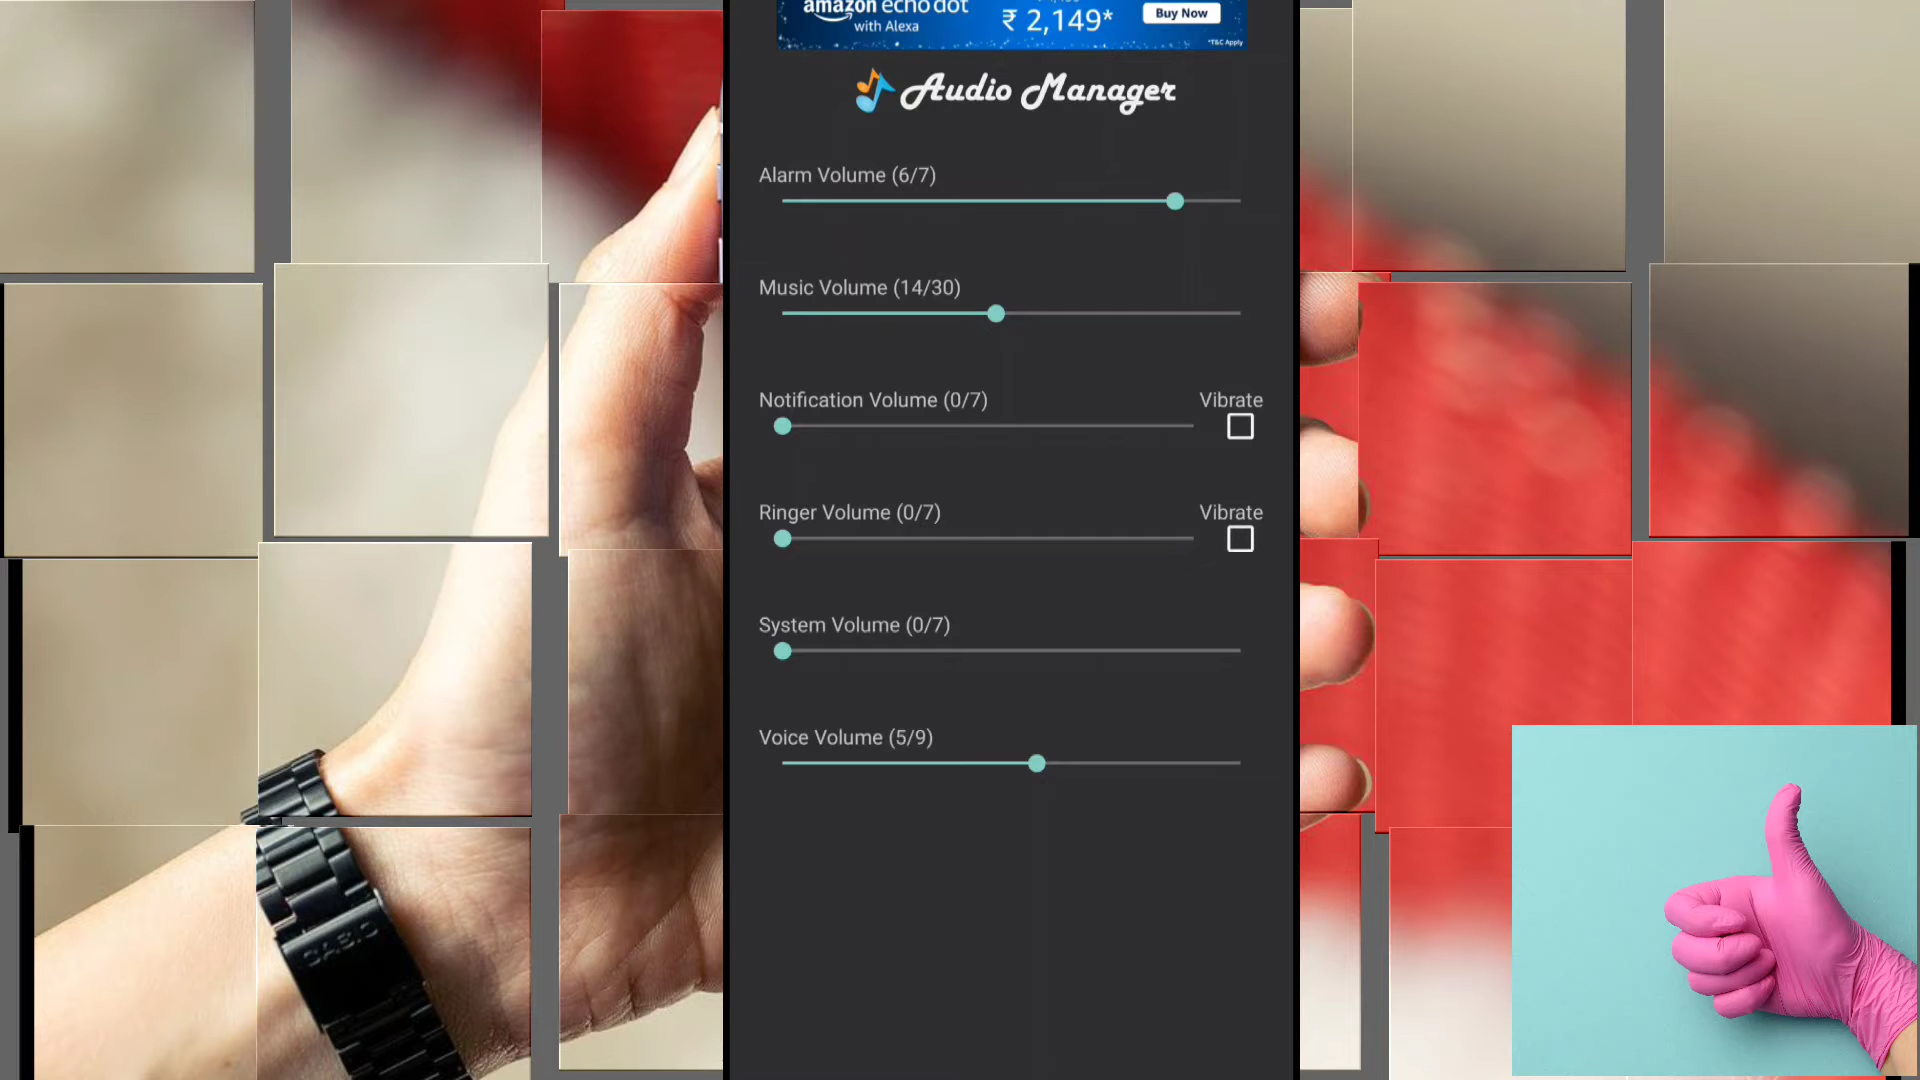 amazon echo dot
with Alexa
₹ 2,149*
Buy Now
*T&C Apply
Audio Manager
Alarm Volume (6/7)
Music Volume (14/30)
Notification Volume (0/7)
Vibrate
Ringer Volume (0/7)
Vibrate
System Volume (0/7)
Voice Volume (5/9)
CASIO